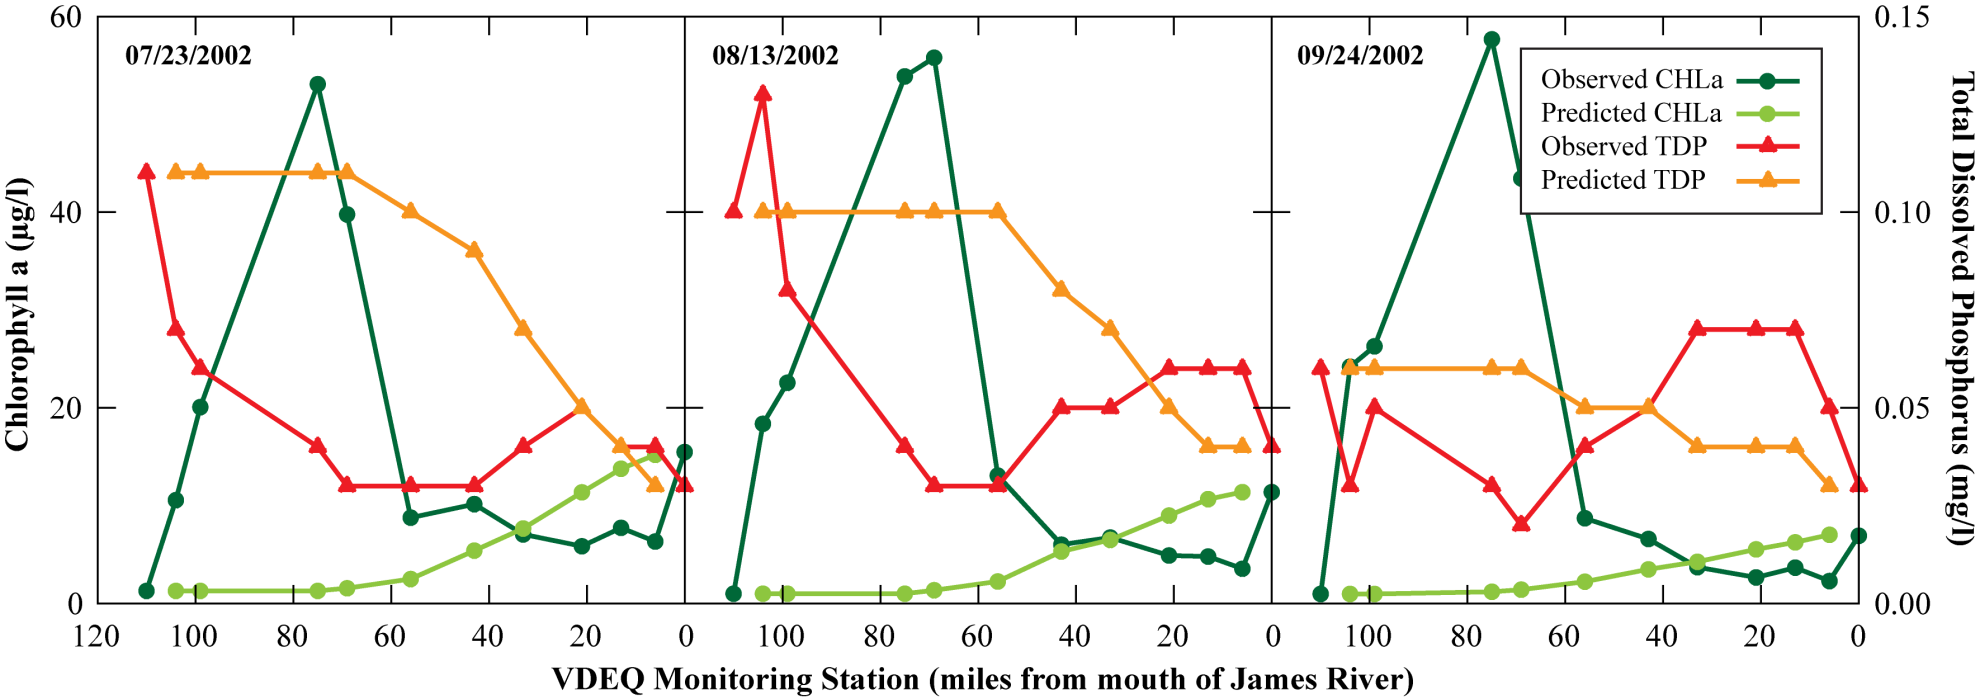 60
0.15
07/23/2002
08/13/2002
09/24/2002
Observed CHLa
Predicted CHLa
Observed TDP
Predicted TDP
Chlorophyll a (µg/l)
Total Dissolved Phosphorus (mg/l)
40
0.10
20
0.05
0
0.00
120 100 80 60 40 20 0 100 80 60 40 20 0 100 80 60 40 20 0
VDEQ Monitoring Station (miles from mouth of James River)